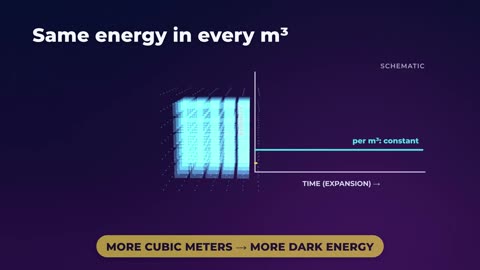 Same energy in every m³
SCHEMATIC
per m³: constant
TIME (EXPANSION) →
MORE CUBIC METERS → MORE DARK ENERGY